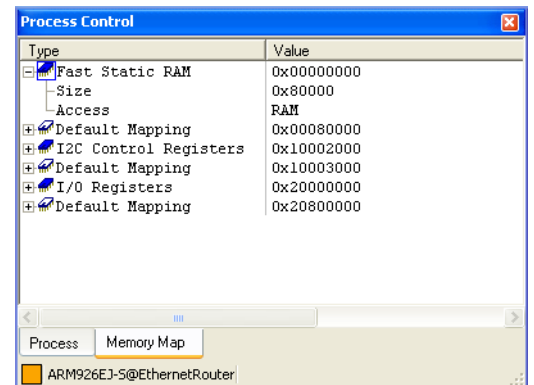 Process Control
Type Value
Fast Static RAM 0x00000000
Size 0x80000
Access RAM
Default Mapping 0x00080000
I2C Control Registers 0x10002000
Default Mapping 0x10003000
I/O Registers 0x20000000
Default Mapping 0x20800000
Process Memory Map
ARM926EJ-S@EthernetRouter